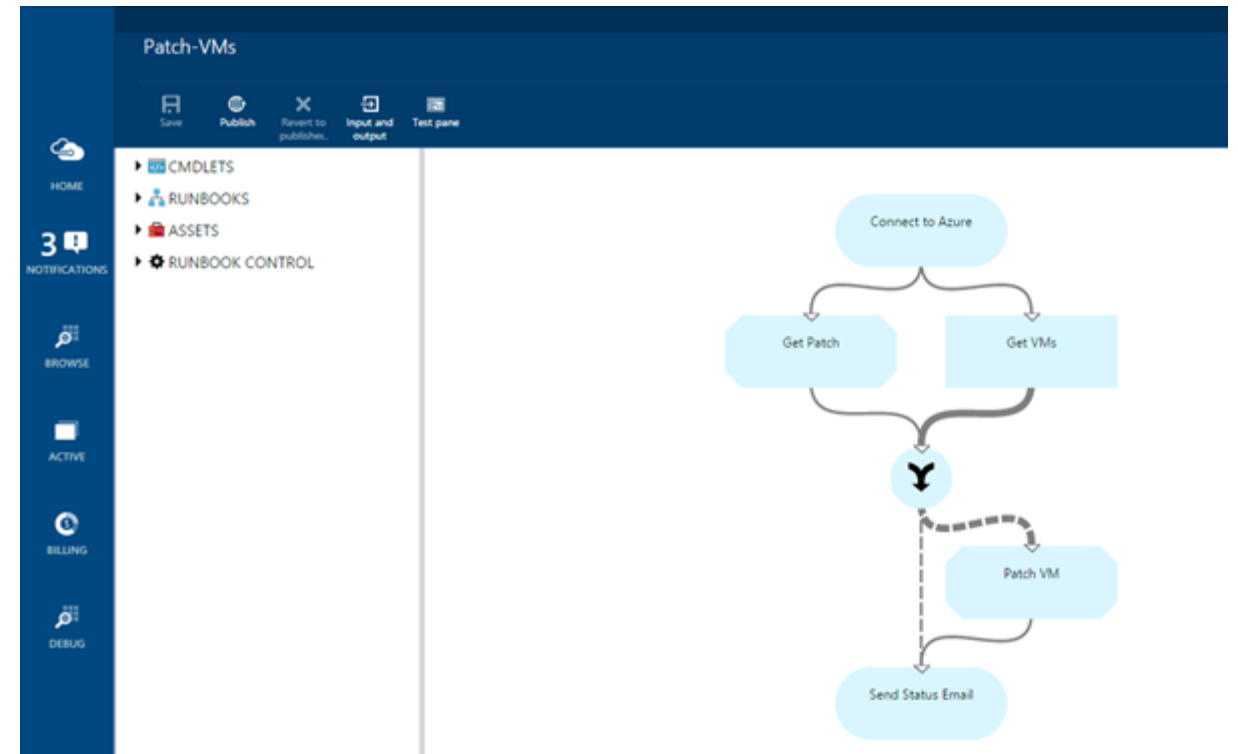 Patch-VMs
Save
Publish
Revert to
publishec.
Input and
output
Test pane
HOME
3
NOTIFICATIONS
BROWSE
ACTIVE
BILLING
DEBUG
CMDLETS
RUNBOOKS
ASSETS
RUNBOOK CONTROL
Connect to Azure
Get Patch
Get VMs
Patch VM
Send Status Email